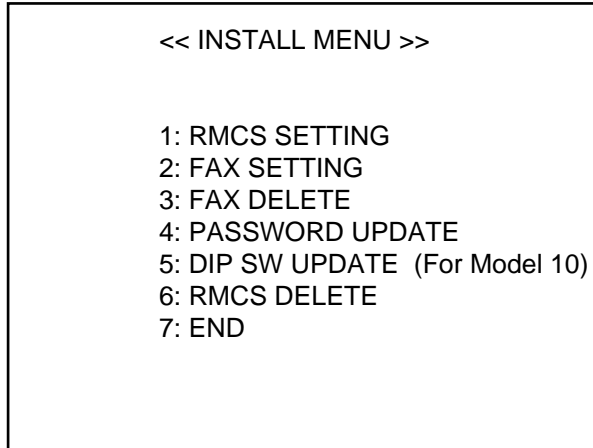 << INSTALL MENU >>
1: RMCS SETTING
2: FAX SETTING
3: FAX DELETE
4: PASSWORD UPDATE
5: DIP SW UPDATE (For Model 10)
6: RMCS DELETE
7: END